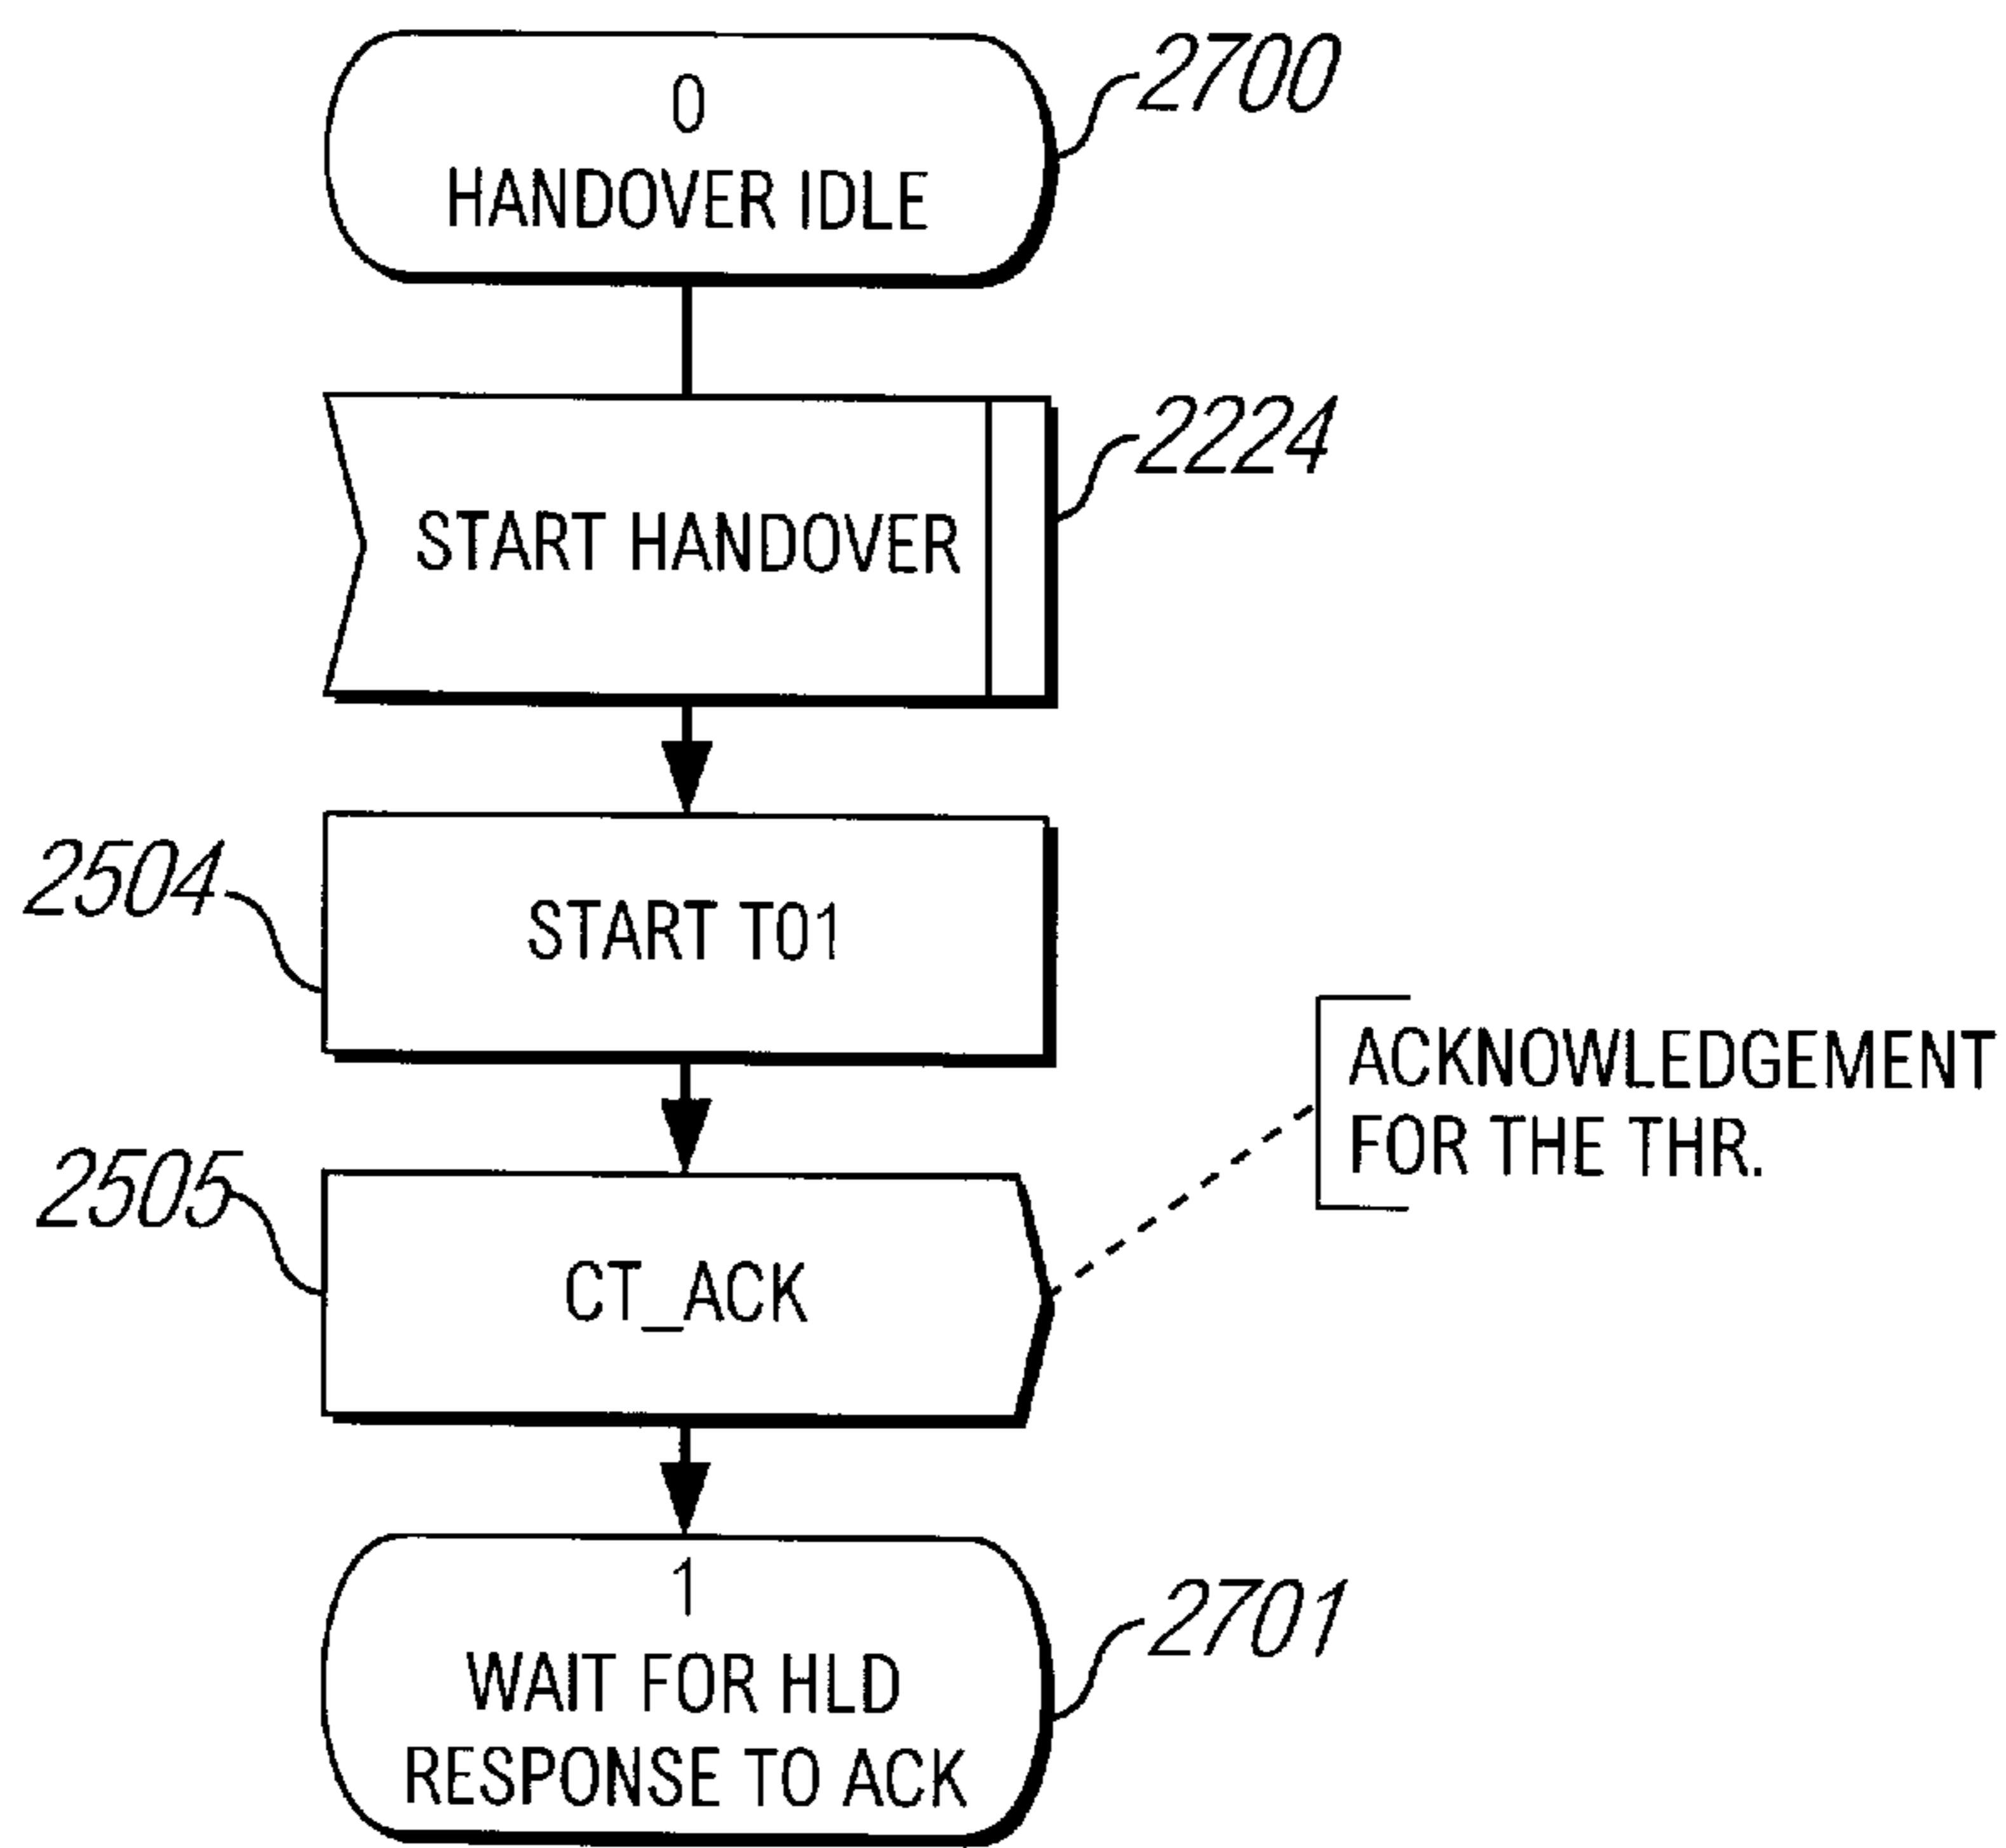 0
HANDOVER IDLE
2700
START HANDOVER
2224
2504
START T01
ACKNOWLEDGEMENT
FOR THE THR.
2505
CT_ACK
1
WAIT FOR HLD
RESPONSE TO ACK
2701